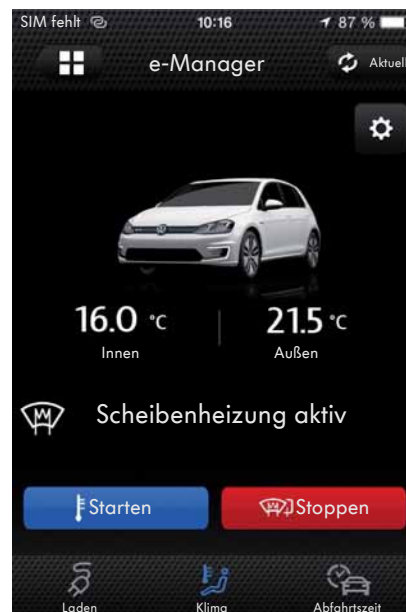 SIM fehlt 10:16 87 %
e-Manager Aktuell
16.0 °C 21.5 °C
Innen Außen
Scheibenheizung aktiv
Starten Stoppen
Laden Klima Abfahrtszeit